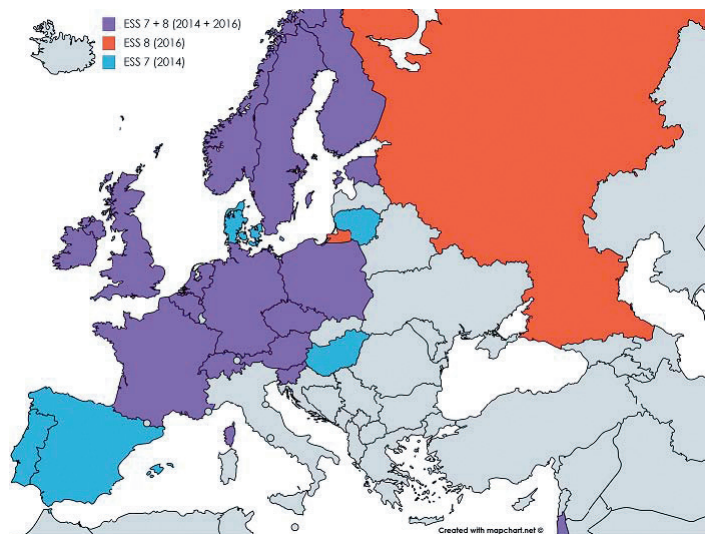 ESS 7 + 8 (2014 + 2016)
ESS 8 (2016)
ESS 7 (2014)
Created with mapchart.net ©